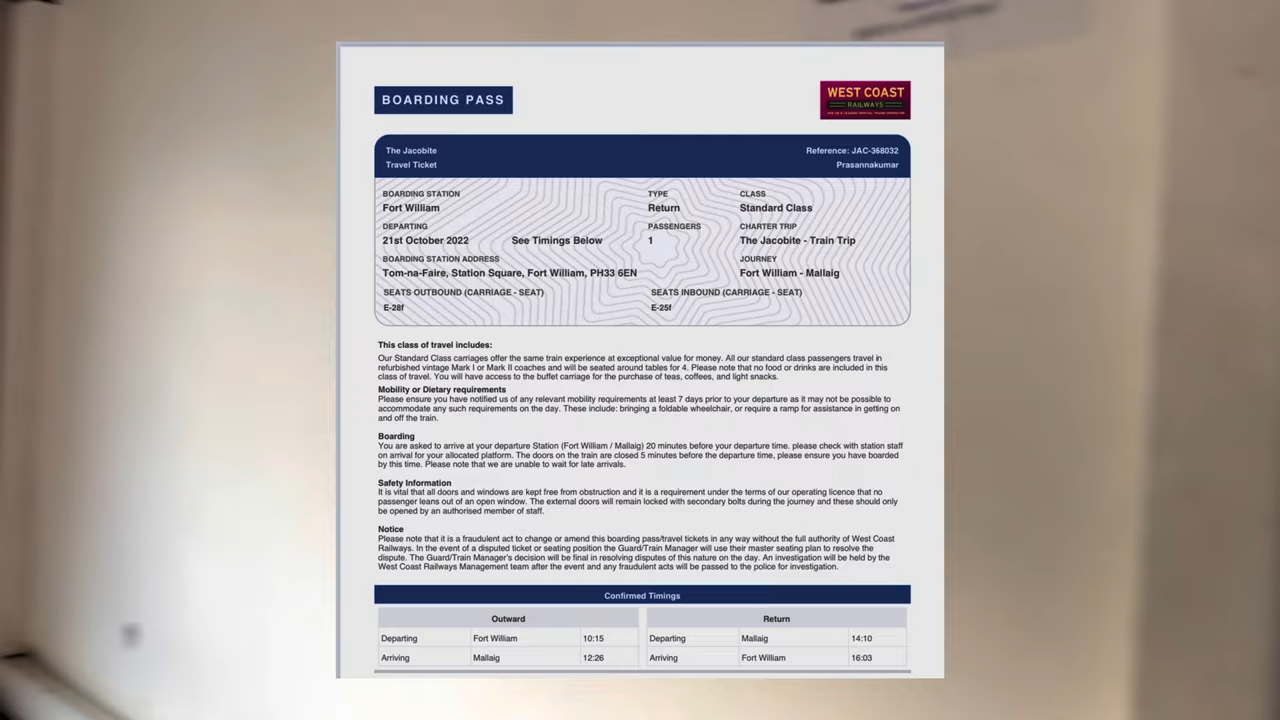 BOARDING PASS
WEST COAST
RAILWAYS
The Jacobite
Reference: JAC-368032
Travel Ticket
Prasannakumar
BOARDING STATION
TYPE
CLASS
Fort William
Return
Standard Class
DEPARTING
PASSENGERS
CHARTER TRIP
21st October 2022
See Timings Below
1
The Jacobite - Train Trip
BOARDING STATION ADDRESS
JOURNEY
Tom-na-Faire, Station Square, Fort William, PH33 6EN
Fort William - Mallaig
SEATS OUTBOUND (CARRIAGE - SEAT)
SEATS INBOUND (CARRIAGE - SEAT)
E-28f
E-25f
This class of travel includes:
Our Standard Class carriages offer the same train experience at exceptional value for money. All our standard class passengers travel in
refurbished vintage Mark I or Mark II coaches and will be seated around tables for 4. Please note that no food or drinks are included in this
class of travel. You will have access to the buffet carriage for the purchase of teas, coffees, and light snacks.
Mobility or Dietary requirements
Please ensure you have notified us of any relevant mobility requirements at least 7 days prior to your departure as it may not be possible to
accommodate any such requirements on the day. These include: bringing a foldable wheelchair, or require a ramp for assistance in getting on
and off the train.
Boarding
You are asked to arrive at your departure Station (Fort William / Mallaig) 20 minutes before your departure time. please check with station staff
on arrival for your allocated platform. The doors on the train are closed 5 minutes before the departure time, please ensure you have boarded
by this time. Please note that we are unable to wait for late arrivals.
Safety Information
It is vital that all doors and windows are kept free from obstruction and it is a requirement under the terms of our operating licence that no
passenger leans out of an open window. The external doors will remain locked with secondary bolts during the journey and these should only
be opened by an authorised member of staff.
Notice
Please note that it is a fraudulent act to change or amend this boarding pass/travel tickets in any way without the full authority of West Coast
Railways. In the event of a disputed ticket or seating position the Guard/Train Manager will use their master seating plan to resolve the
dispute. The Guard/Train Manager's decision will be final in resolving disputes of this nature on the day. An investigation will be held by the
West Coast Railways Management team after the event and any fraudulent acts will be passed to the police for investigation.
Confirmed Timings
Outward
Return
Departing
Fort William
10:15
Departing
Mallaig
14:10
Arriving
Mallaig
12:26
Arriving
Fort William
16:03